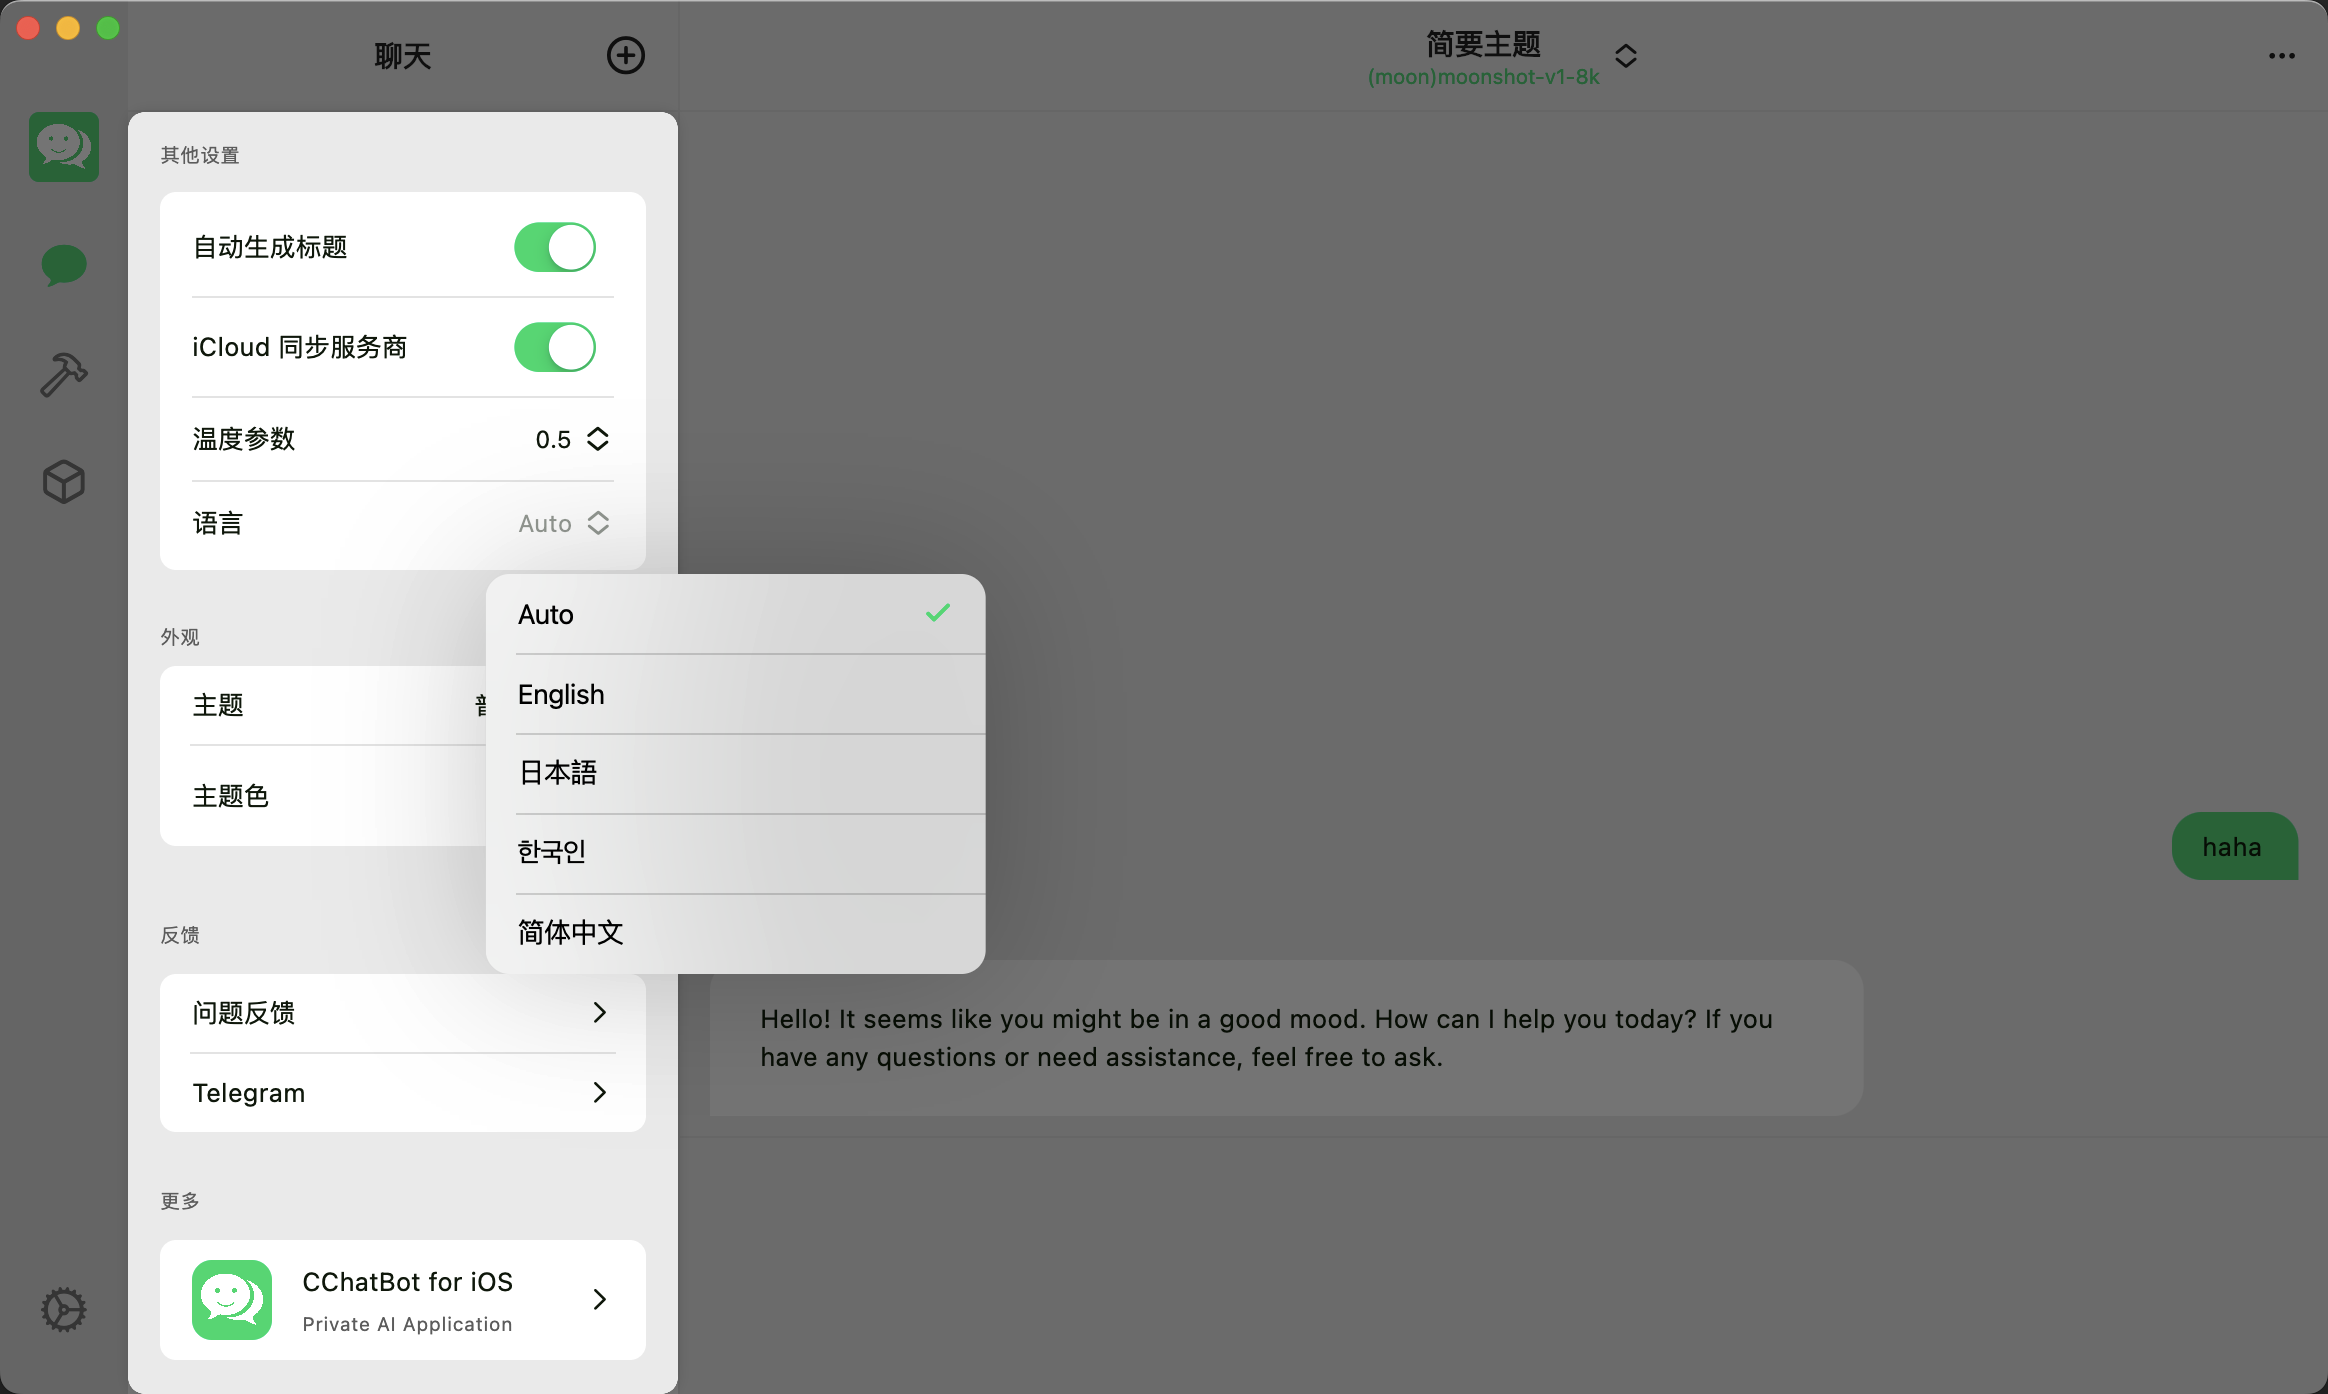 聊天
简要主题
(moon)moonshot-v1-8k
其他设置
自动生成标题
iCloud 同步服务商
温度参数 0.5
语言 Auto
Auto
English
日本語
한국인
简体中文
外观
主题
主题色
反馈
问题反馈
Telegram
更多
CChatBot for iOS
Private AI Application
haha
Hello! It seems like you might be in a good mood. How can I help you today? If you
have any questions or need assistance, feel free to ask.